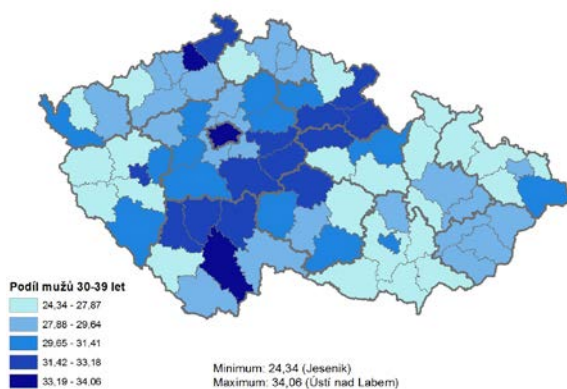 Podíl mužů 30-39 let
24,34 - 27,87
27,88 - 29,64
29,65 - 31,41
31,42 - 33,18
33,19 - 34,06
Minimum: 24,34 (Jeseník)
Maximum: 34,06 (Ústí nad Labem)